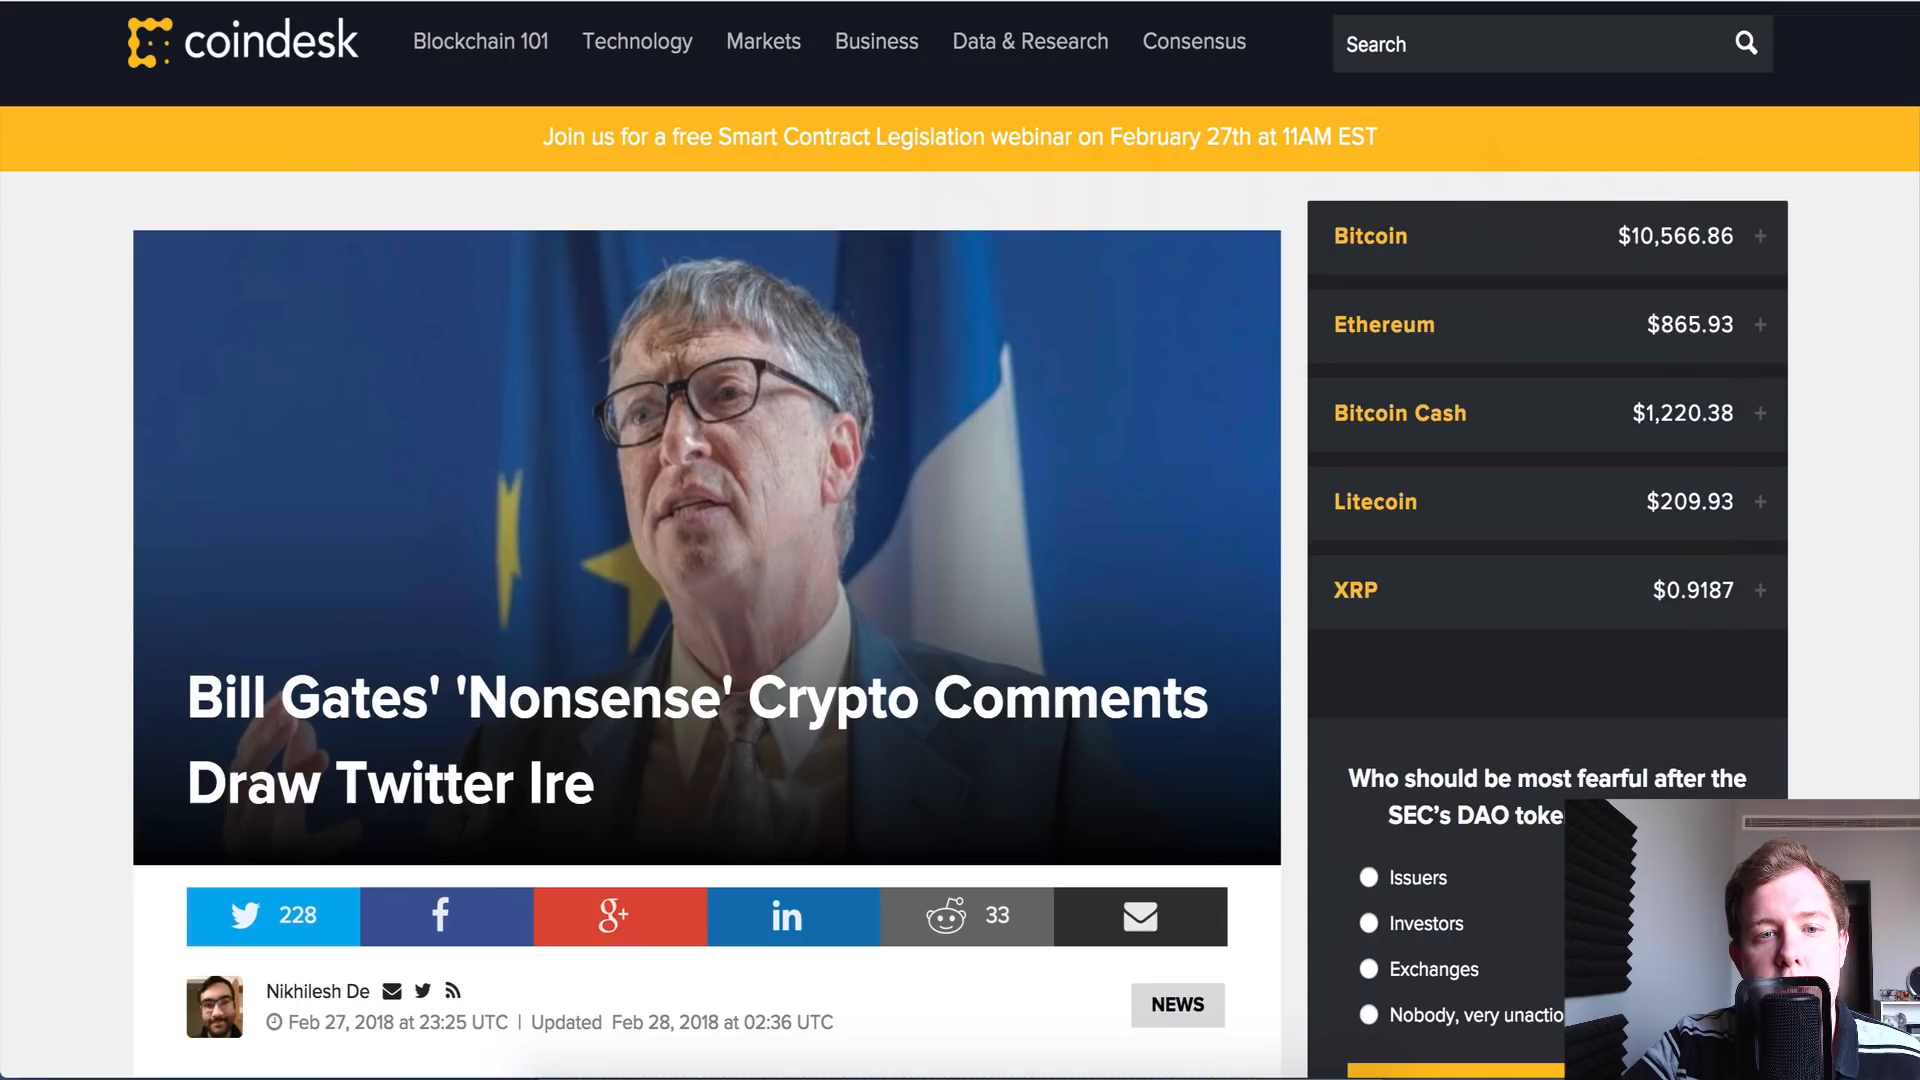 coindesk
Blockchain 101
Technology
Markets
Business
Data & Research
Consensus
Search
Join us for a free Smart Contract Legislation webinar on February 27th at 11AM EST
Bill Gates' 'Nonsense' Crypto Comments
Draw Twitter Ire
228
f
g+
in
33
Nikhilesh De
Feb 27, 2018 at 23:25 UTC | Updated Feb 28, 2018 at 02:36 UTC
NEWS
Bitcoin $10,566.86 +
Ethereum $865.93 +
Bitcoin Cash $1,220.38 +
Litecoin $209.93 +
XRP $0.9187 +
Who should be most fearful after the
SEC’s DAO toke
Issuers
Investors
Exchanges
Nobody, very unactio